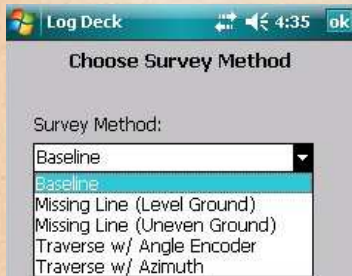 Log Deck 4:35 ok
Choose Survey Method
Survey Method:
Baseline
Baseline
Missing Line (Level Ground)
Missing Line (Uneven Ground)
Traverse w/ Angle Encoder
Traverse w/ Azimuth